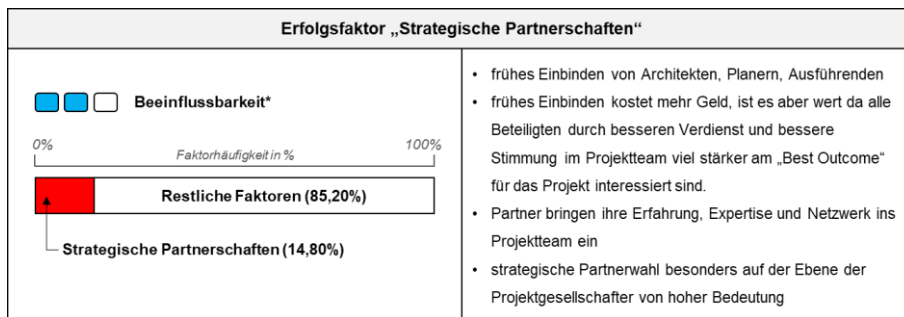 Erfolgsfaktor „Strategische Partnerschaften“
Beeinflussbarkeit*
0%
100%
Faktorhäufigkeit in %
Restliche Faktoren (85,20%)
Strategische Partnerschaften (14,80%)
• frühes Einbinden von Architekten, Planern, Ausführenden
• frühes Einbinden kostet mehr Geld, ist es aber wert da alle
Beteiligten durch besseren Verdienst und bessere
Stimmung im Projektteam viel stärker am „Best Outcome“
für das Projekt interessiert sind.
• Partner bringen ihre Erfahrung, Expertise und Netzwerk ins
Projektteam ein
• strategische Partnerwahl besonders auf der Ebene der
Projektgesellschafter von hoher Bedeutung